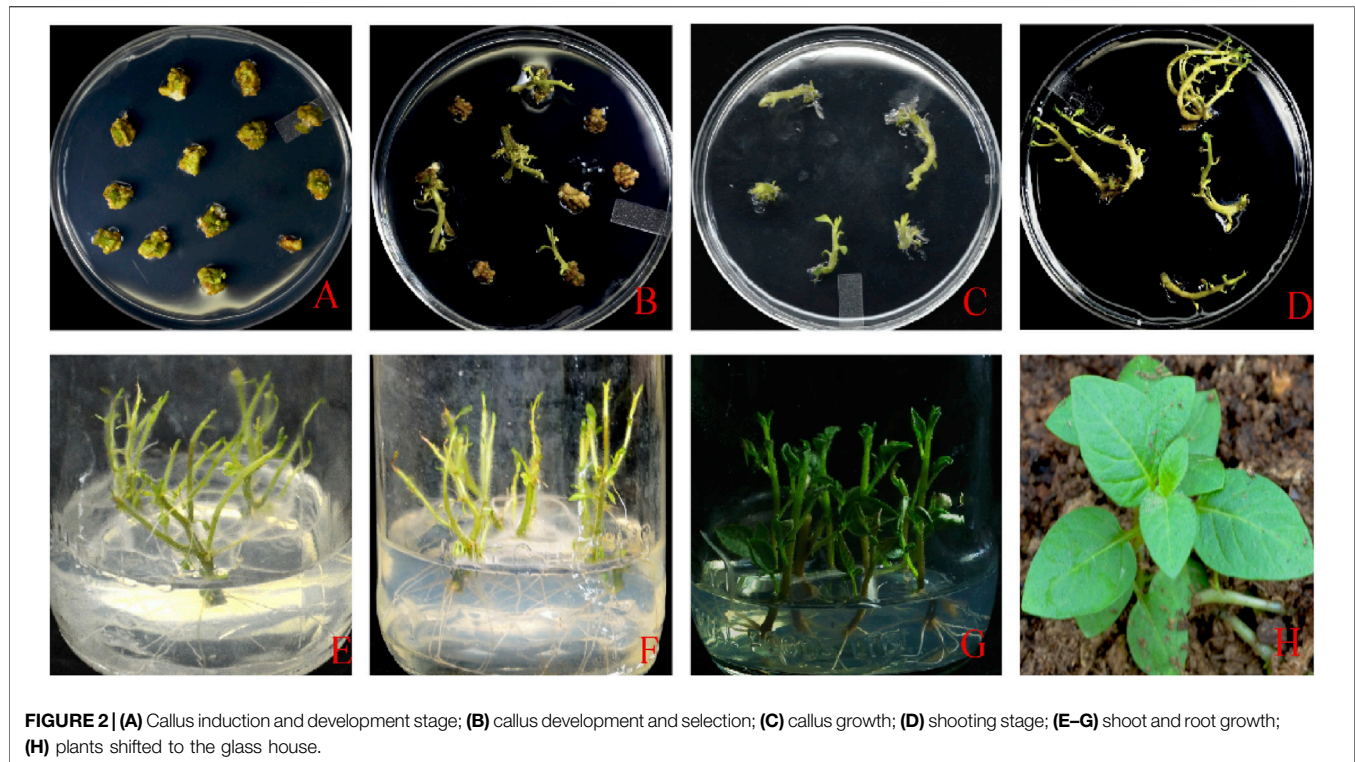 A
B
C
D
E
F
G
H
FIGURE 2 | (A) Callus induction and development stage; (B) callus development and selection; (C) callus growth; (D) shooting stage; (E–G) shoot and root growth;
(H) plants shifted to the glass house.